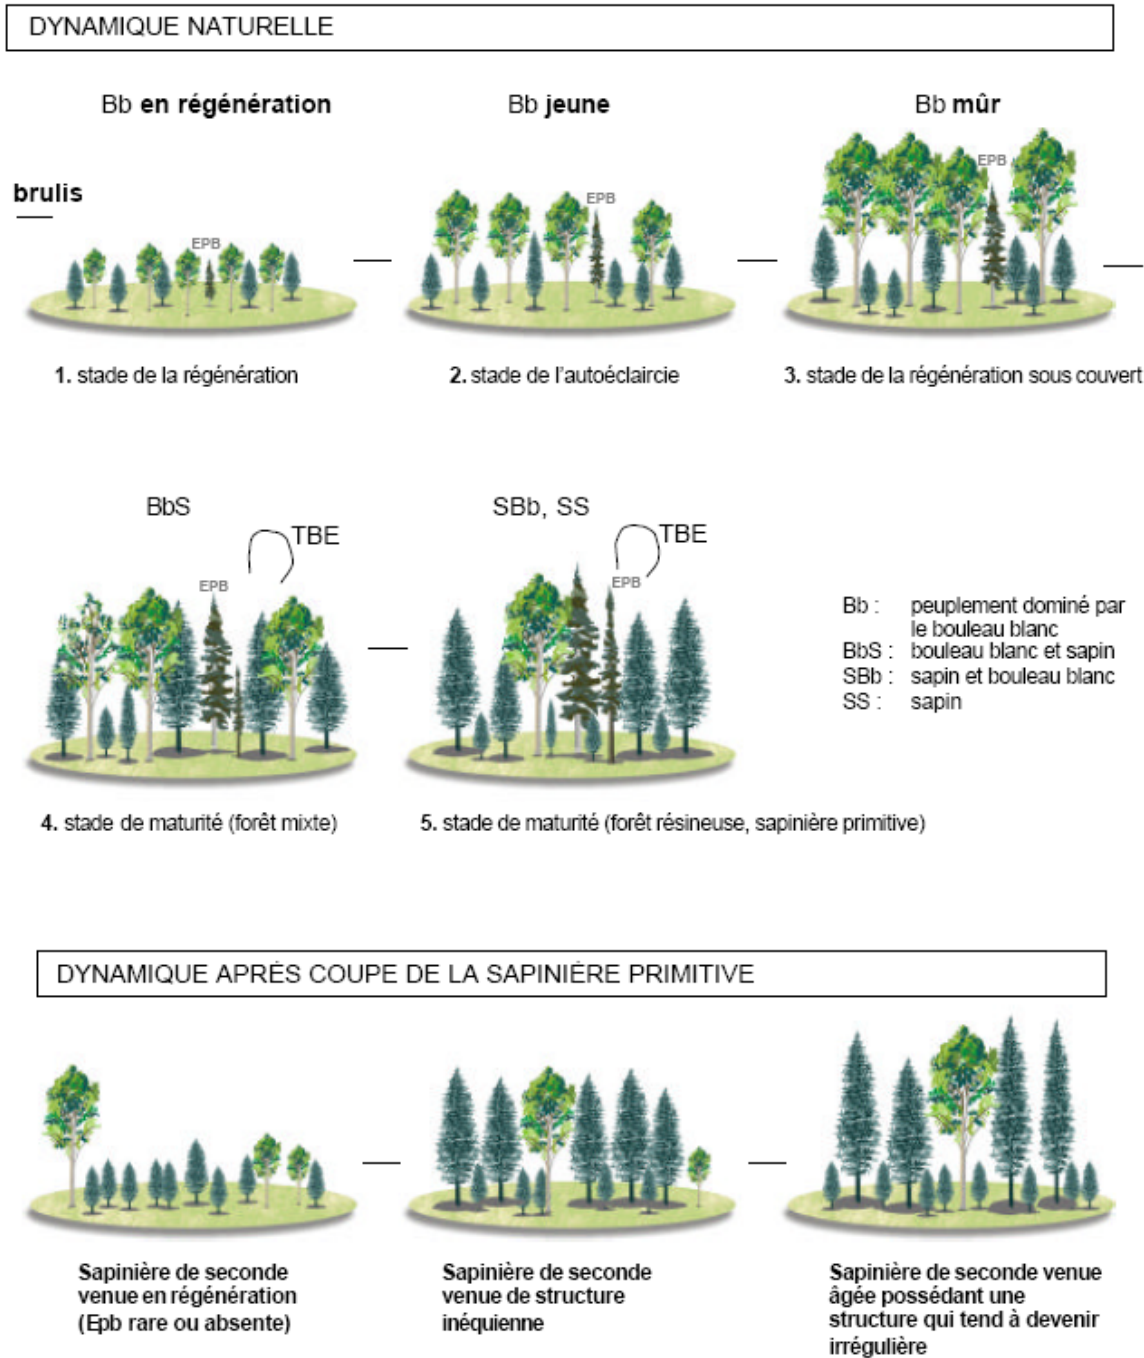 DYNAMIQUE NATURELLE
Bb en régénération
Bb jeune
Bb mûr
brulis
EPB
EPB
EPB
1. stade de la régénération
2. stade de l'autoéclaircie
3. stade de la régénération sous couvert
BbS
SBb, SS
TBE
TBE
EPB
EPB
Bb : peuplement dominé par
le bouleau blanc
BbS : bouleau blanc et sapin
SBb : sapin et bouleau blanc
SS : sapin
4. stade de maturité (forêt mixte)
5. stade de maturité (forêt résineuse, sapinière primitive)
DYNAMIQUE APRÈS COUPE DE LA SAPINIÈRE PRIMITIVE
Sapinière de seconde
venue en régénération
(Epb rare ou absente)
Sapinière de seconde
venue de structure
inéquienne
Sapinière de seconde venue
âgée possédant une
structure qui tend à devenir
irrégulière